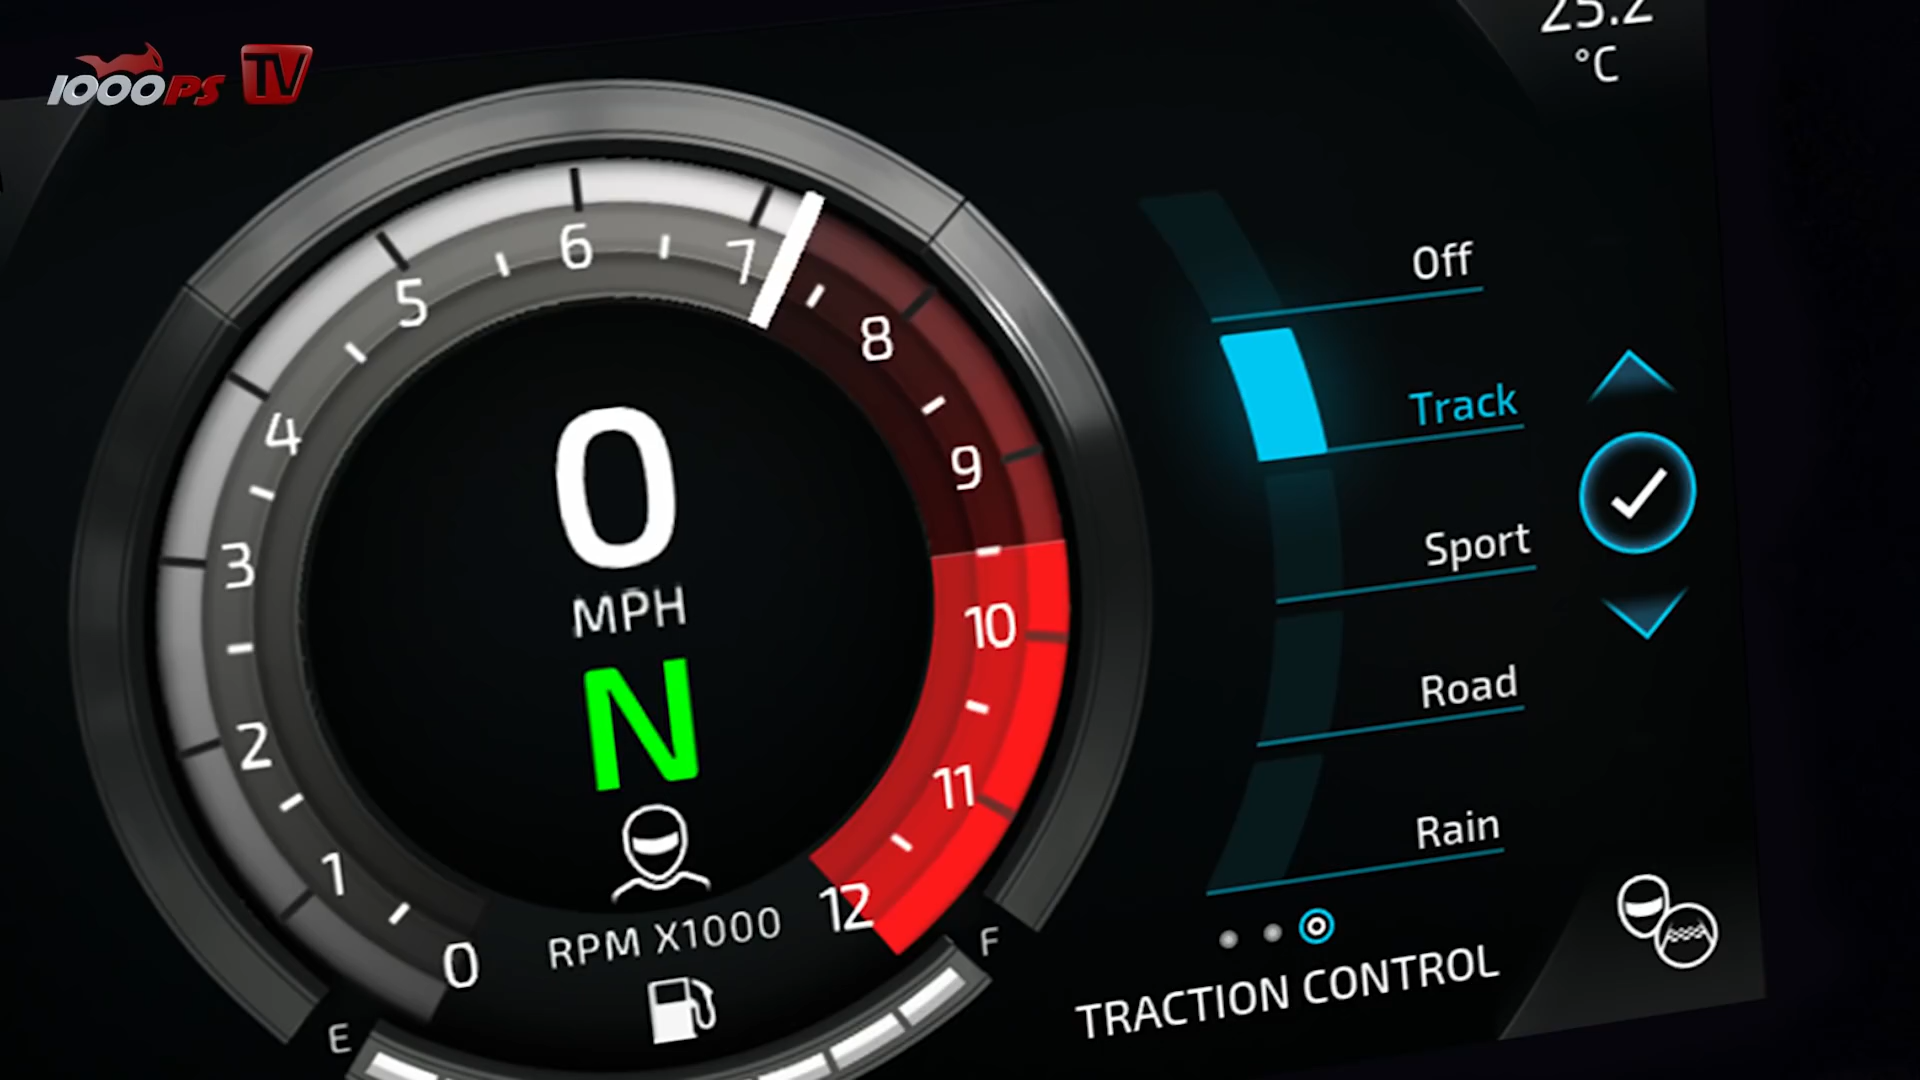 1000PS TV
25.2
°C
0
1
2
3
4
5
6
7
8
9
10
11
12
0
MPH
N
RPM X1000
E
F
Off
Track
Sport
Road
Rain
TRACTION CONTROL